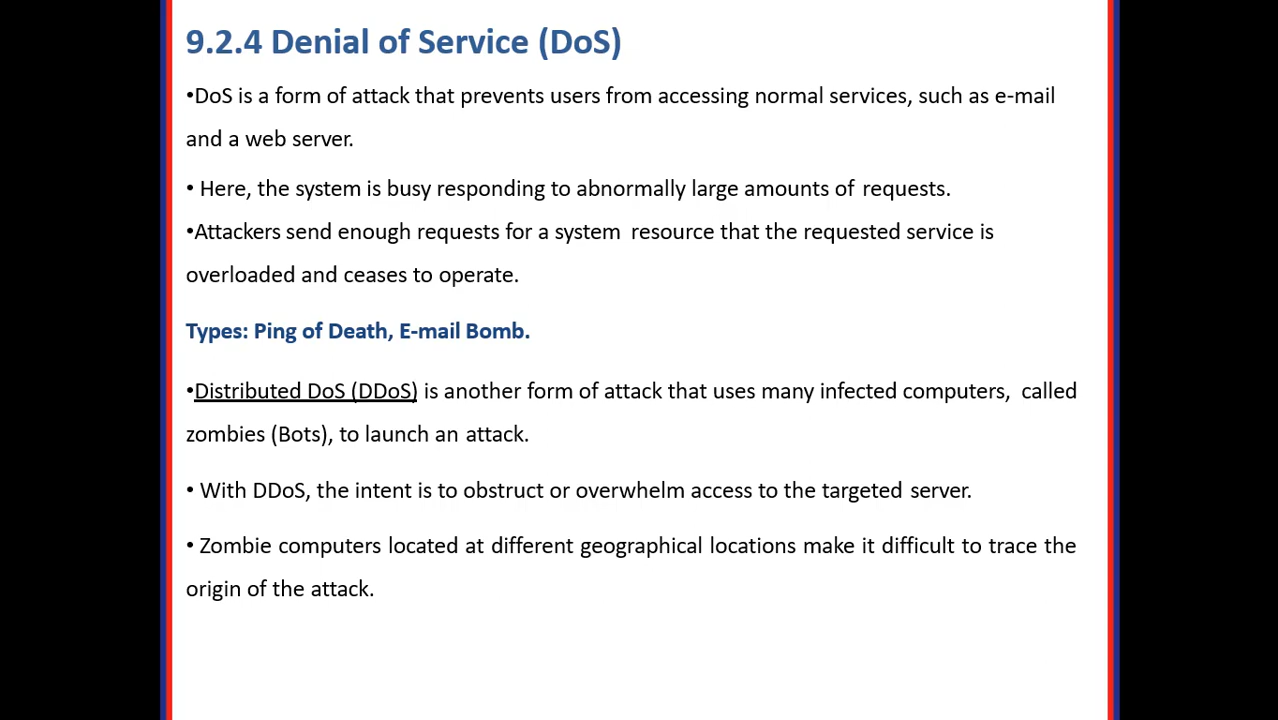 9.2.4 Denial of Service (DoS)
•DoS is a form of attack that prevents users from accessing normal services, such as e-mail
and a web server.
• Here, the system is busy responding to abnormally large amounts of requests.
•Attackers send enough requests for a system resource that the requested service is
overloaded and ceases to operate.
Types: Ping of Death, E-mail Bomb.
•Distributed DoS (DDoS) is another form of attack that uses many infected computers, called
zombies (Bots), to launch an attack.
• With DDoS, the intent is to obstruct or overwhelm access to the targeted server.
• Zombie computers located at different geographical locations make it difficult to trace the
origin of the attack.